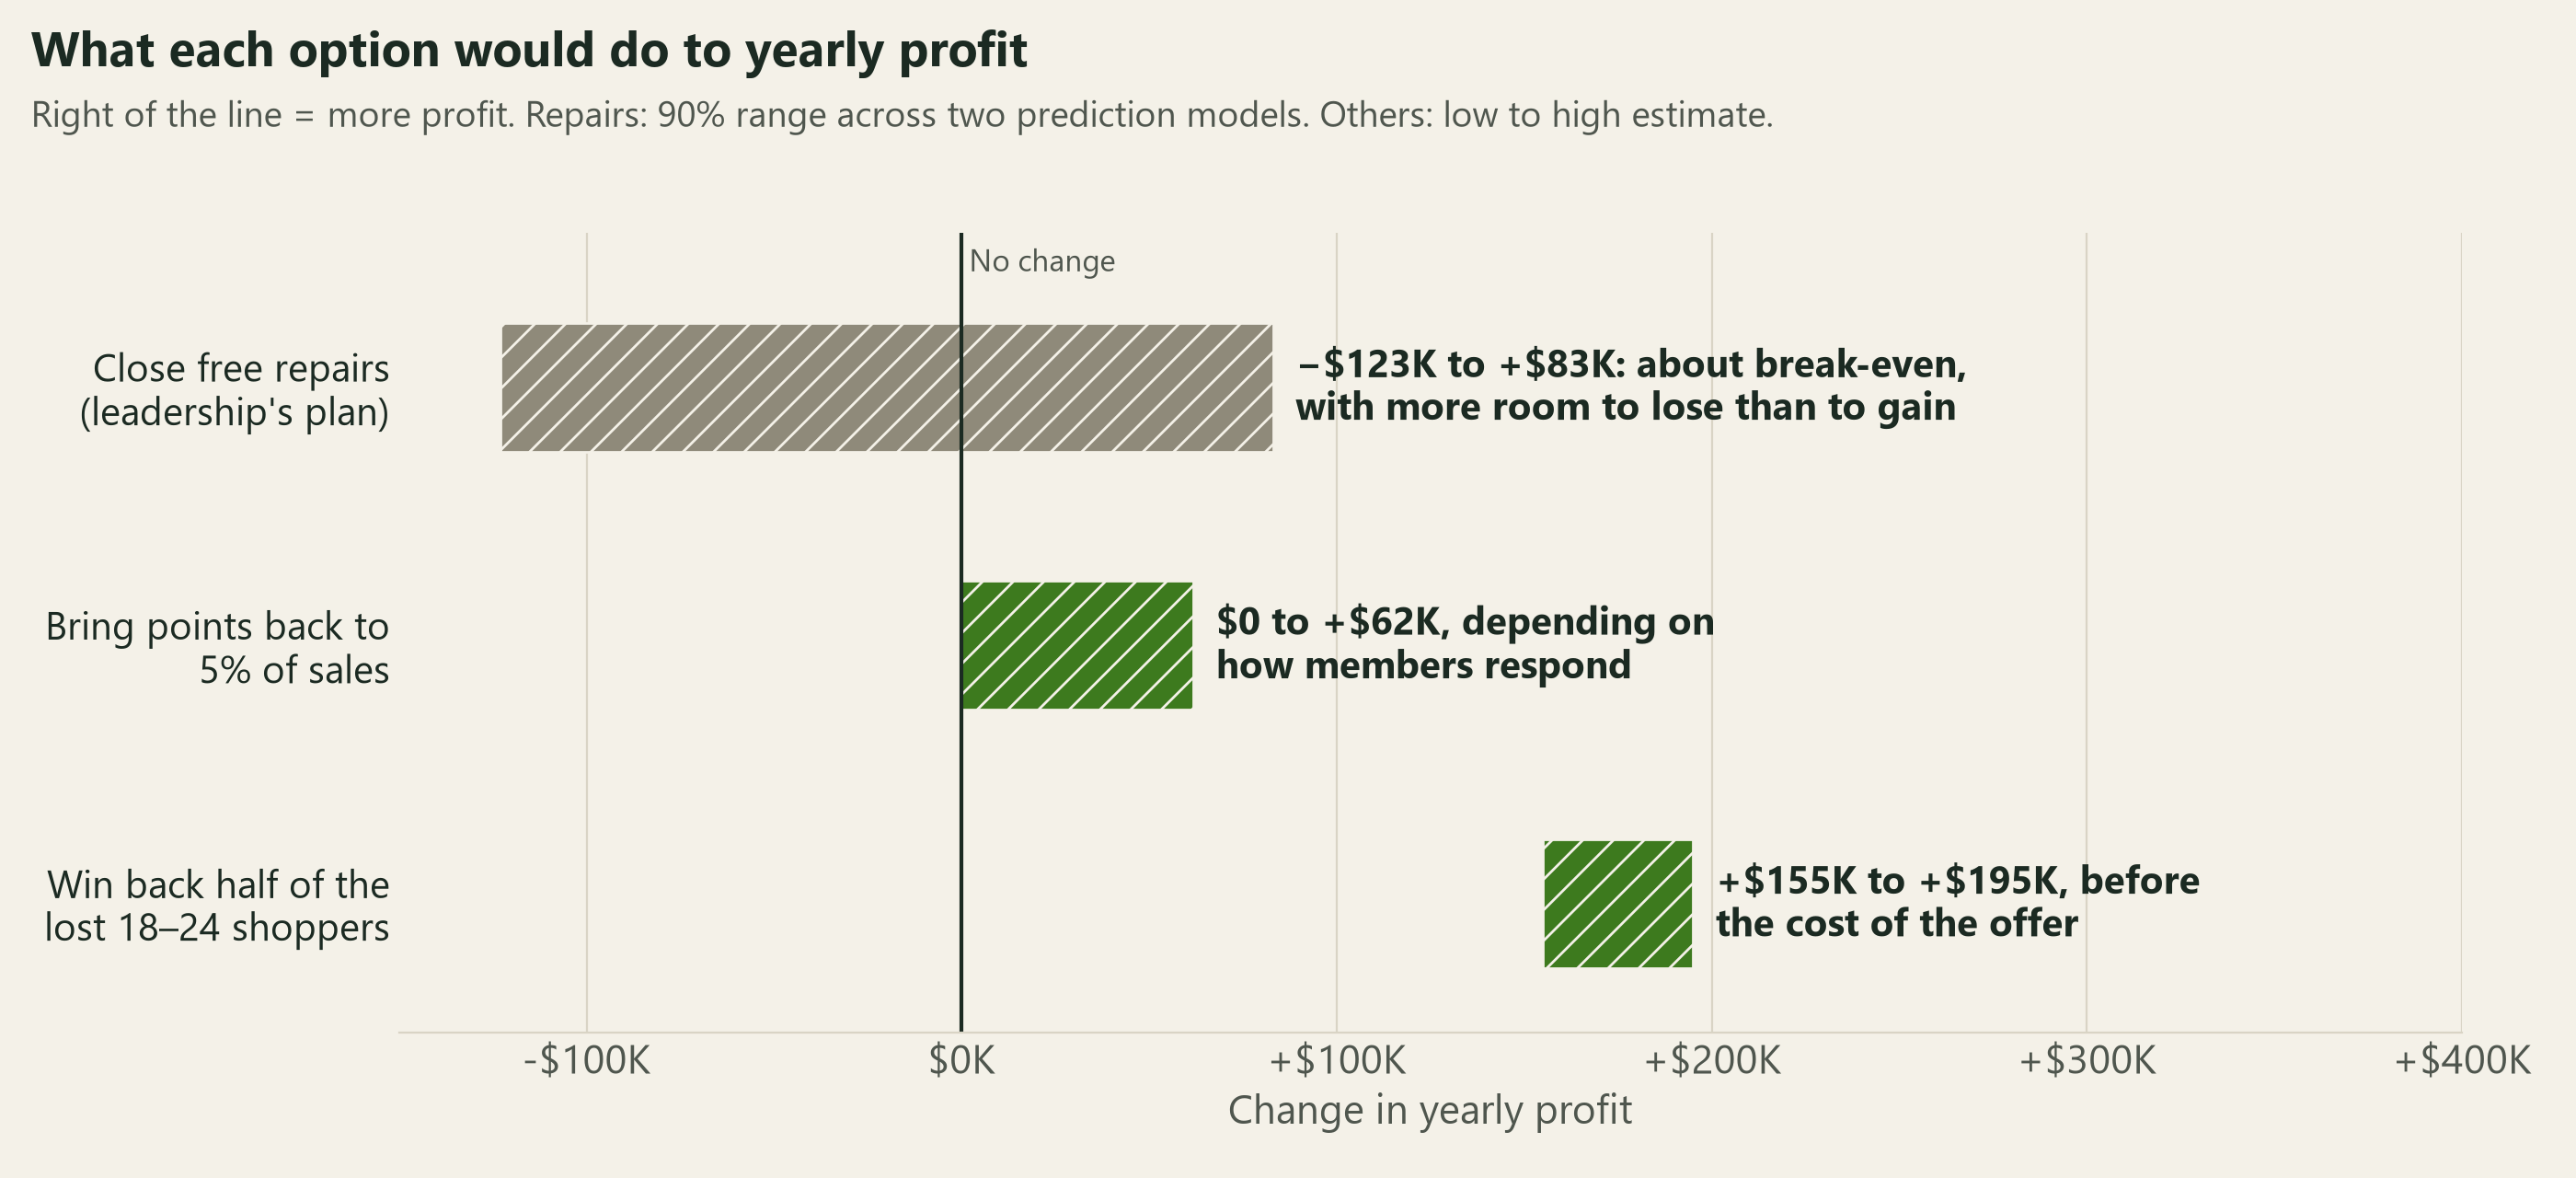 What each option would do to yearly profit
Right of the line = more profit. Repairs: 90% range across two prediction models. Others: low to high estimate.
No change
Close free repairs
(leadership's plan)
−$123K to +$83K: about break-even,
with more room to lose than to gain
Bring points back to
5% of sales
$0 to +$62K, depending on
how members respond
Win back half of the
lost 18–24 shoppers
+$155K to +$195K, before
the cost of the offer
-$100K
$0K
+$100K
+$200K
+$300K
+$400K
Change in yearly profit